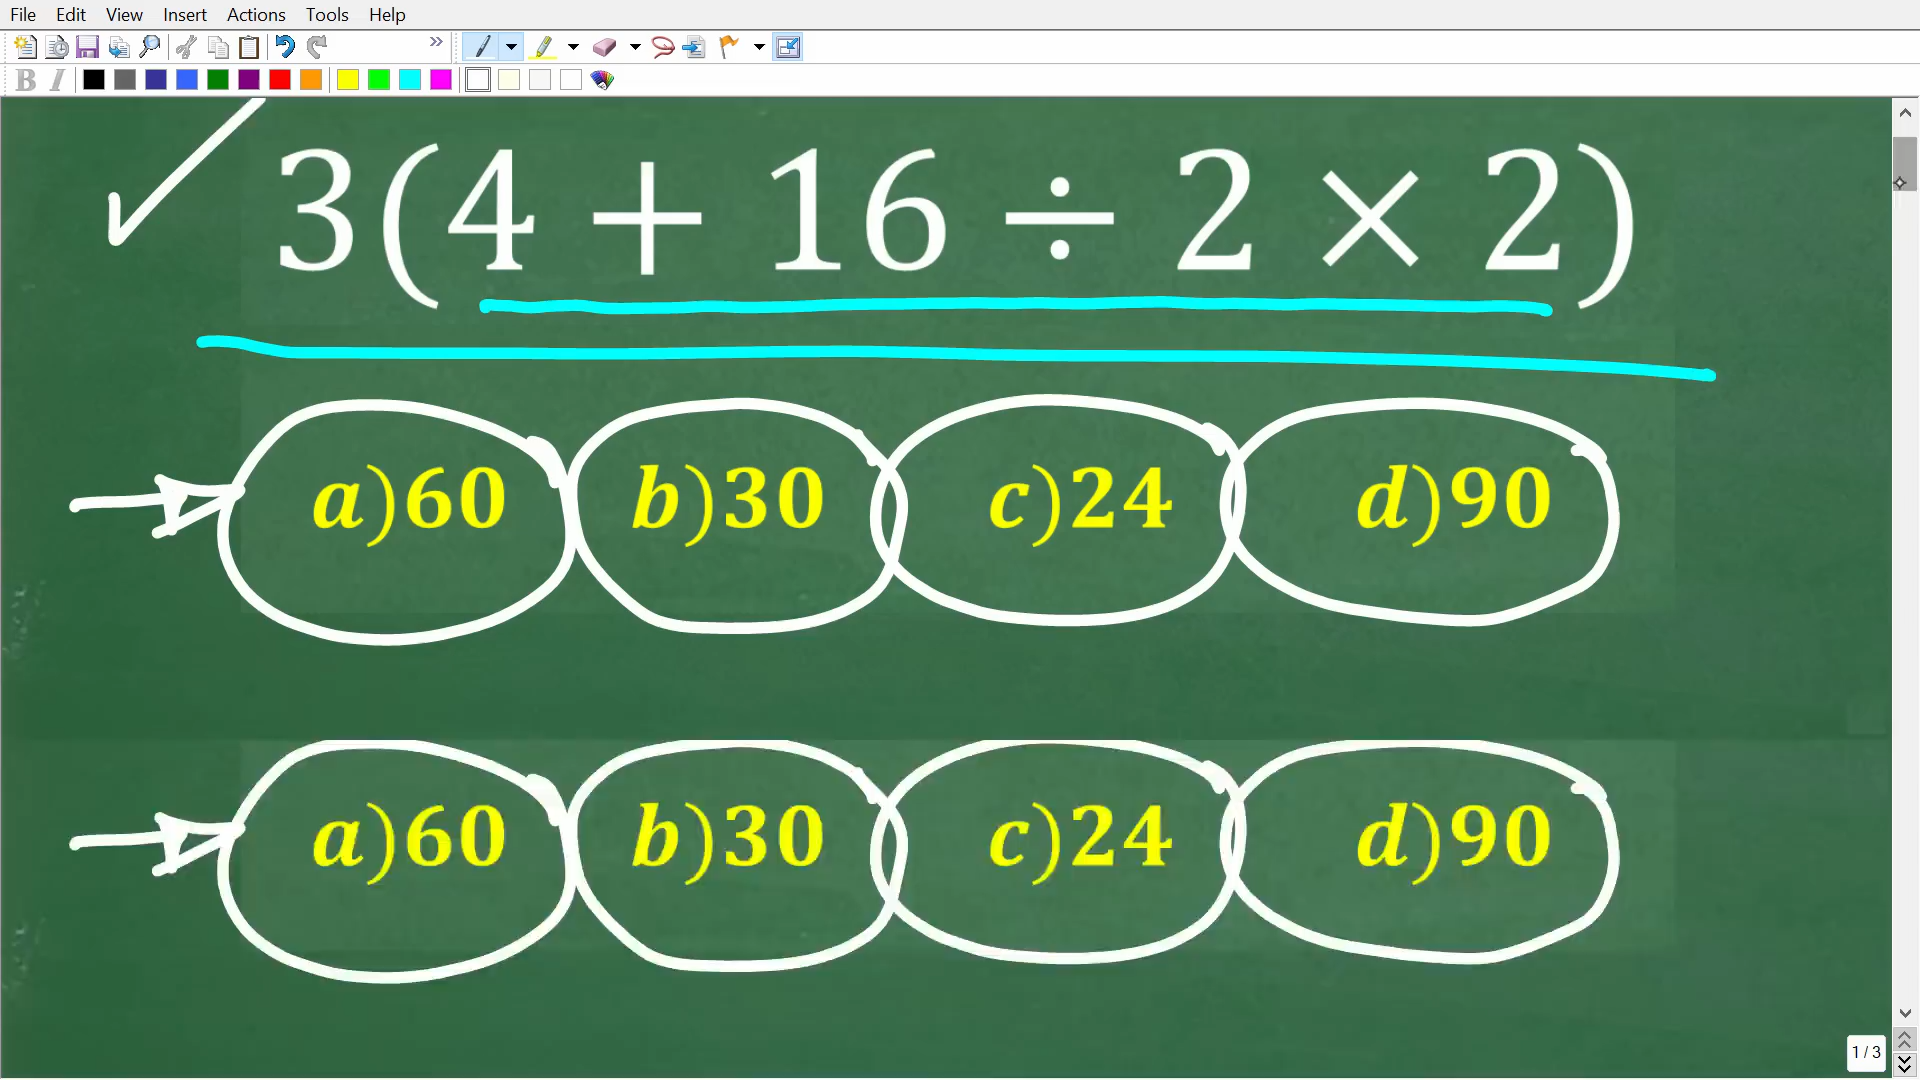 File Edit View Insert Actions Tools Help
B I
3(4 + 16 ÷ 2 × 2)
a)60 b)30 c)24 d)90
a)60 b)30 c)24 d)90
1 / 3